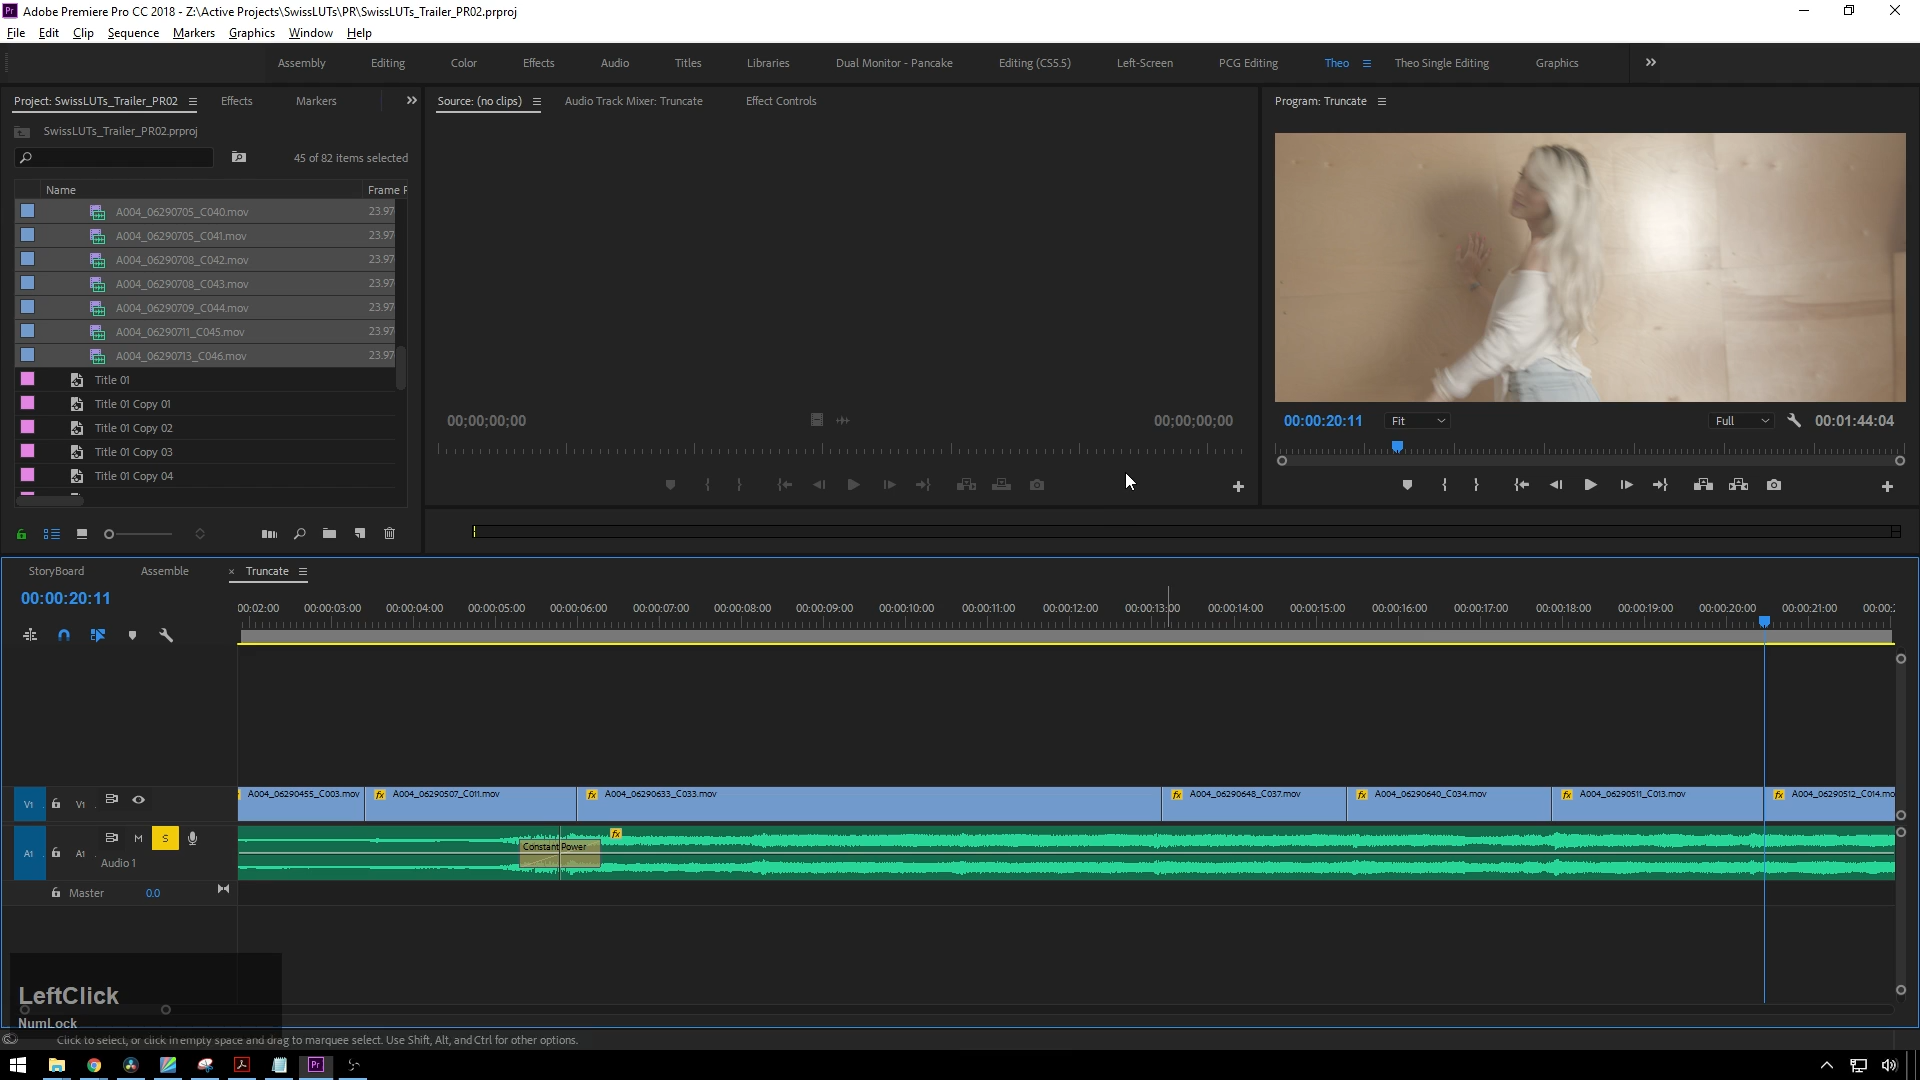 Adobe Premiere Pro CC 2018 - Z:\Active Projects\SwissLUTs\PR\SwissLUTs_Trailer_PR02.prproj
File Edit Clip Sequence Markers Graphics Window Help
Assembly Editing Color Effects Audio Titles Libraries Dual Monitor - Pancake Editing (CS5.5) Left-Screen PCG Editing Theo Theo Single Editing Graphics
Project: SwissLUTs_Trailer_PR02 Effects Markers
Source: (no clips) Audio Track Mixer: Truncate Effect Controls
Program: Truncate
SwissLUTs_Trailer_PR02.prproj
45 of 82 items selected
Name Frame R
A004_06290705_C040.mov 23.97
A004_06290705_C041.mov 23.97
A004_06290708_C042.mov 23.97
A004_06290708_C043.mov 23.97
A004_06290709_C044.mov 23.97
A004_06290711_C045.mov 23.97
A004_06290713_C046.mov 23.97
Title 01
Title 01 Copy 01
Title 01 Copy 02
Title 01 Copy 03
Title 01 Copy 04
00;00;00;00 00;00;00;00
00:00:20:11 Fit Full 00:01:44:04
StoryBoard Assemble × Truncate
00:00:20:11
00:02:00 00:00:03:00 00:00:04:00 00:00:05:00 00:00:06:00 00:00:07:00 00:00:08:00 00:00:09:00 00:00:10:00 00:00:11:00 00:00:12:00 00:00:13:00 00:00:14:00 00:00:15:00 00:00:16:00 00:00:17:00 00:00:18:00 00:00:19:00 00:00:20:00 00:00:21:00 00:00:2
V1 V1
A004_06290455_C003.mov fx A004_06290507_C011.mov fx A004_06290633_C033.mov fx A004_06290648_C037.mov fx A004_06290640_C034.mov fx A004_06290511_C013.mov fx A004_06290512_C014.mo
A1 A1 M S
Audio 1
fx
Constant Power
Master 0.0
LeftClick
NumLock
Click to select, or click in empty space and drag to marquee select. Use Shift, Alt, and Ctrl for other options.